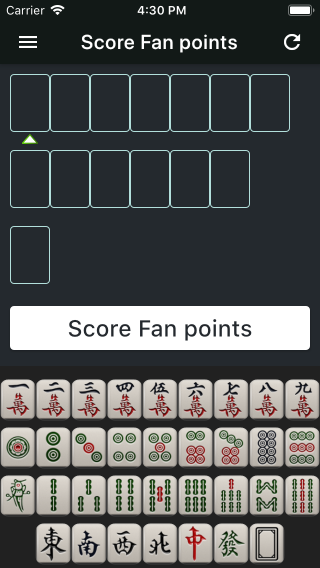 Carrier 4:30 PM
Score Fan points
Score Fan points
一萬 二萬 三萬 四萬 伍萬 六萬 七萬 八萬 九萬
東 南 西 北 中 發